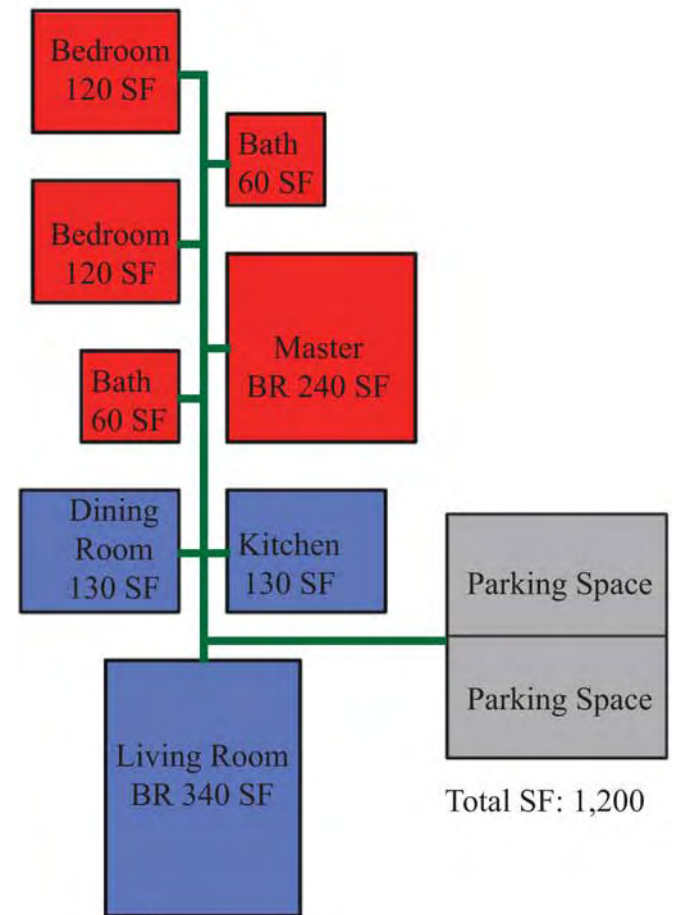 Bedroom
120 SF
Bath
60 SF
Bedroom
120 SF
Master
BR 240 SF
Bath
60 SF
Dining
Room
130 SF
Kitchen
130 SF
Parking Space
Parking Space
Living Room
BR 340 SF
Total SF: 1,200